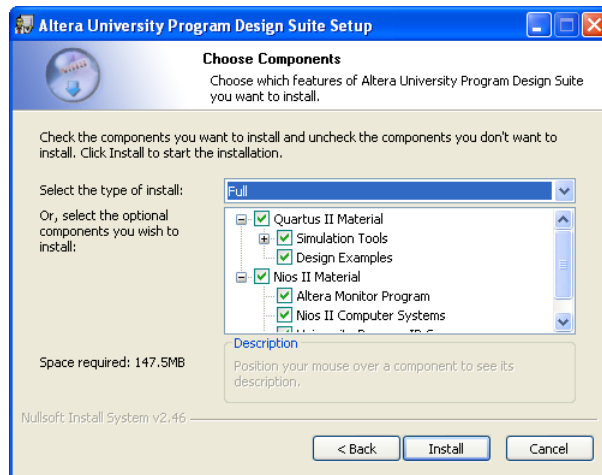 Altera University Program Design Suite Setup
Choose Components
Choose which features of Altera University Program Design Suite
you want to install.
Check the components you want to install and uncheck the components you don't want to
install. Click Install to start the installation.
Select the type of install:
Full
Or, select the optional
components you wish to
install:
Quartus II Material
Simulation Tools
Design Examples
Nios II Material
Altera Monitor Program
Nios II Computer Systems
Description
Space required: 147.5MB
Position your mouse over a component to see its
description.
Nullsoft Install System v2.46
< Back
Install
Cancel